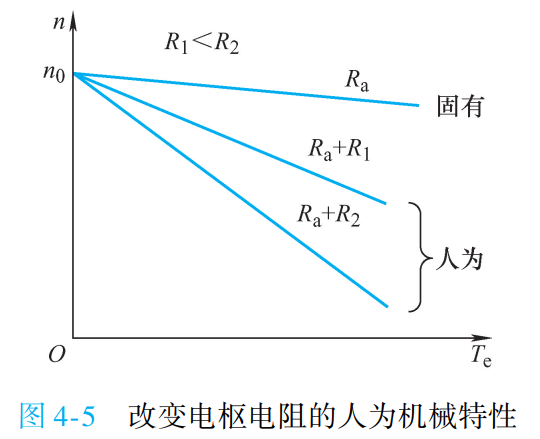 n
R₁＜R₂
n₀
Rₐ
固有
Rₐ+R₁
Rₐ+R₂
人为
O
Tₑ
图 4-5 改变电枢电阻的人为机械特性